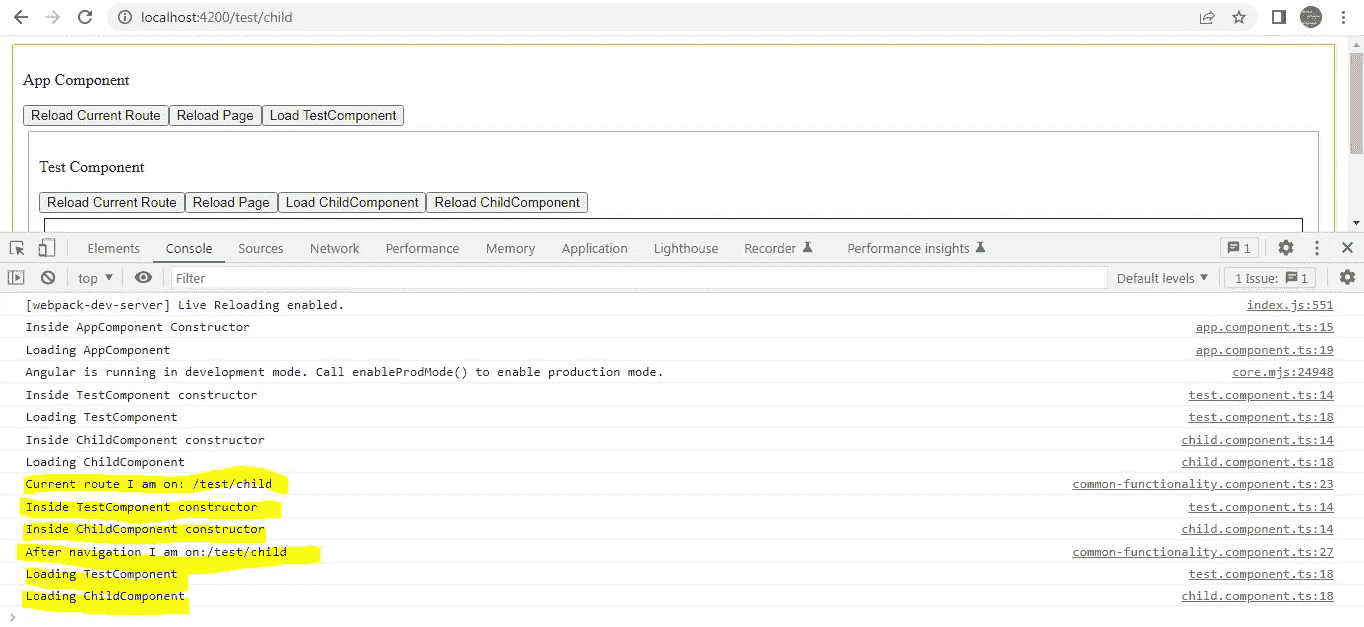 localhost:4200/test/child
App Component
Reload Current Route Reload Page Load TestComponent
Test Component
Reload Current Route Reload Page Load ChildComponent Reload ChildComponent
Elements Console Sources Network Performance Memory Application Lighthouse Recorder Performance insights 1
top Filter Default levels 1 Issue: 1
[webpack-dev-server] Live Reloading enabled. index.js:551
Inside AppComponent Constructor app.component.ts:15
Loading AppComponent app.component.ts:19
Angular is running in development mode. Call enableProdMode() to enable production mode. core.mjs:24948
Inside TestComponent constructor test.component.ts:14
Loading TestComponent test.component.ts:18
Inside ChildComponent constructor child.component.ts:14
Loading ChildComponent child.component.ts:18
Current route I am on: /test/child common-functionality.component.ts:23
Inside TestComponent constructor test.component.ts:14
Inside ChildComponent constructor child.component.ts:14
After navigation I am on:/test/child common-functionality.component.ts:27
Loading TestComponent test.component.ts:18
Loading ChildComponent child.component.ts:18